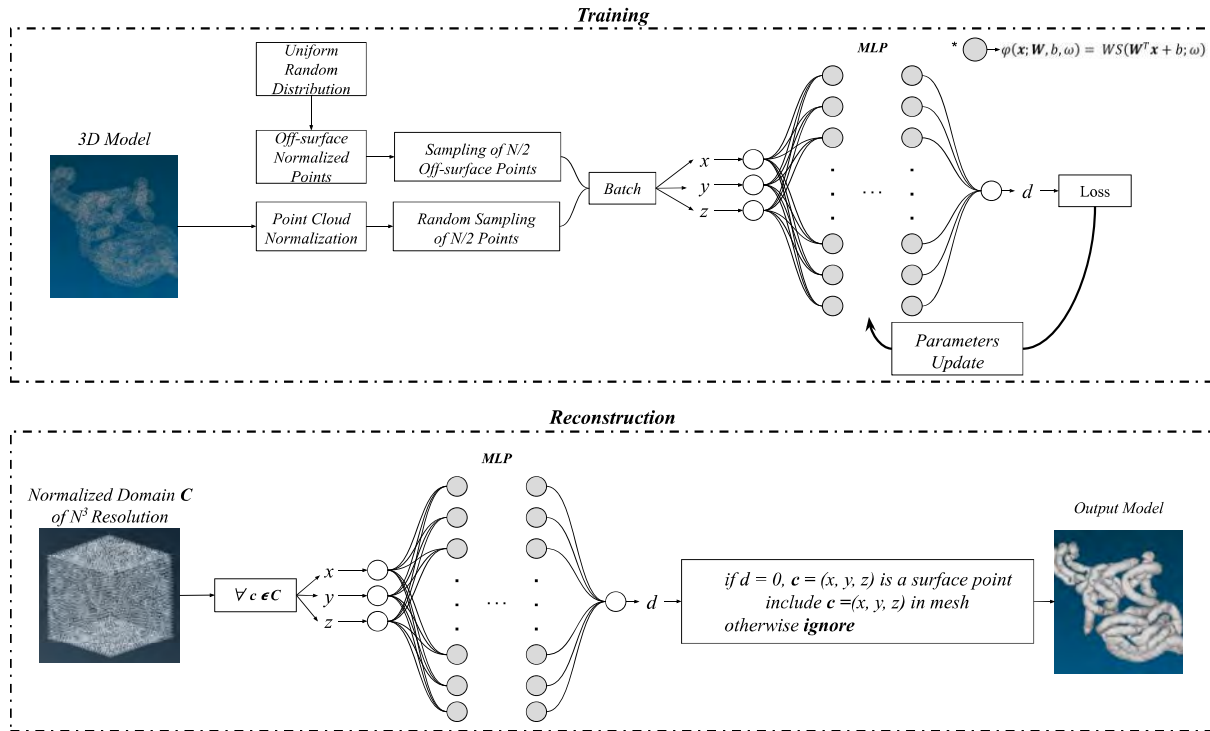 Training
Uniform
Random
Distribution
MLP
* φ(x; W, b, ω) = WS(Wᵀx + b; ω)
3D Model
Off-surface
Normalized
Points
Sampling of N/2
Off-surface Points
Batch
x
y
z
d
Loss
Point Cloud
Normalization
Random Sampling
of N/2 Points
. . .
Parameters
Update
Reconstruction
MLP
Normalized Domain C
of N³ Resolution
Output Model
∀ c ϵ C
x
y
z
. . .
d
if d = 0, c = (x, y, z) is a surface point
include c =(x, y, z) in mesh
otherwise ignore